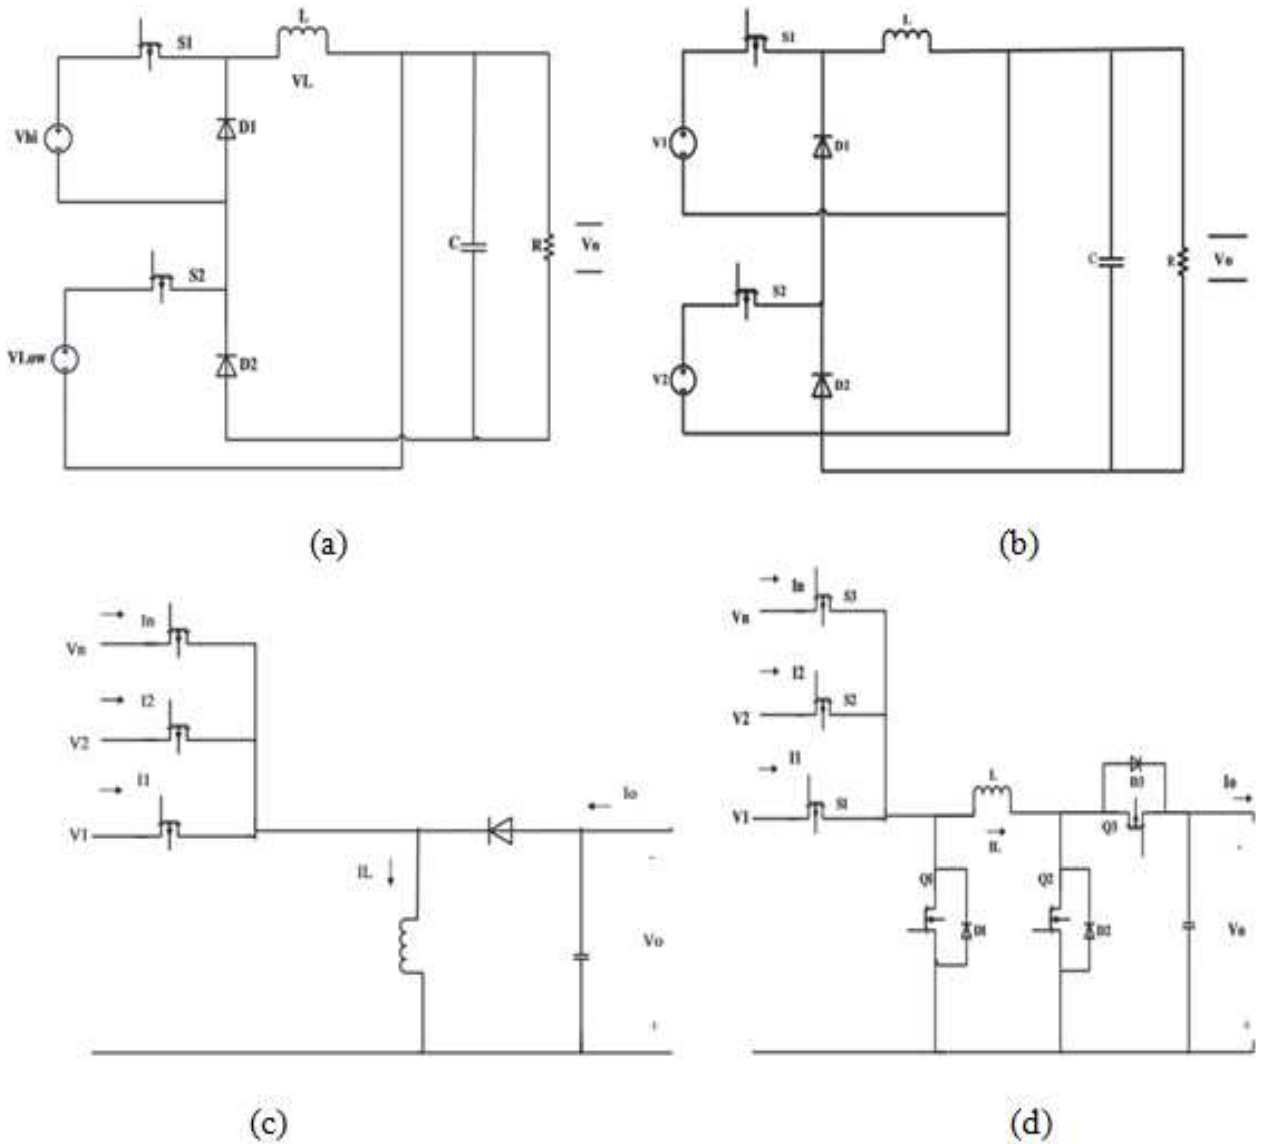 L
S1
VL
Vhi
D1
C
R
Vo
S2
VLow
D2
(a)
L
S1
V1
D1
C
R
Vo
S2
V2
D2
(b)
In
Vn
I2
V2
I1
V1
Io
IL
-
Vo
+
(c)
In
S3
Vn
I2
S2
V2
I1
S1
V1
L
IL
D3
Q3
Io
-
Q1
D1
Q2
D2
Vo
+
(d)